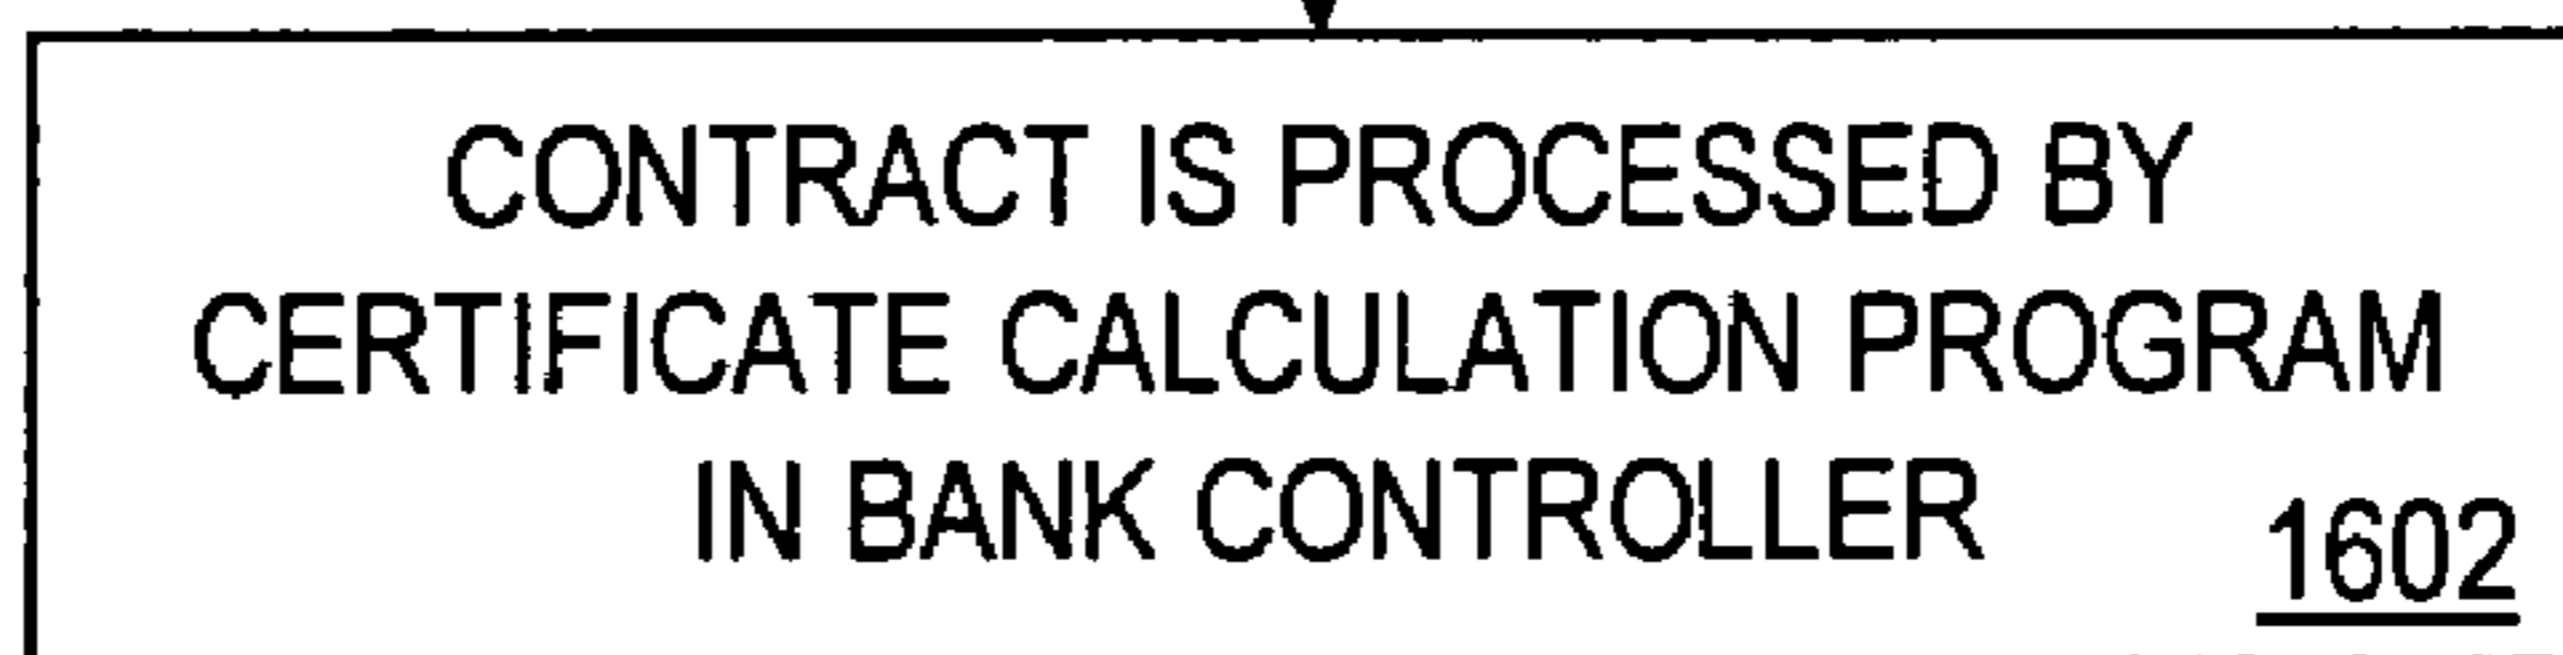 CONTRACT IS PROCESSED BY
CERTIFICATE CALCULATION PROGRAM
IN BANK CONTROLLER
1602